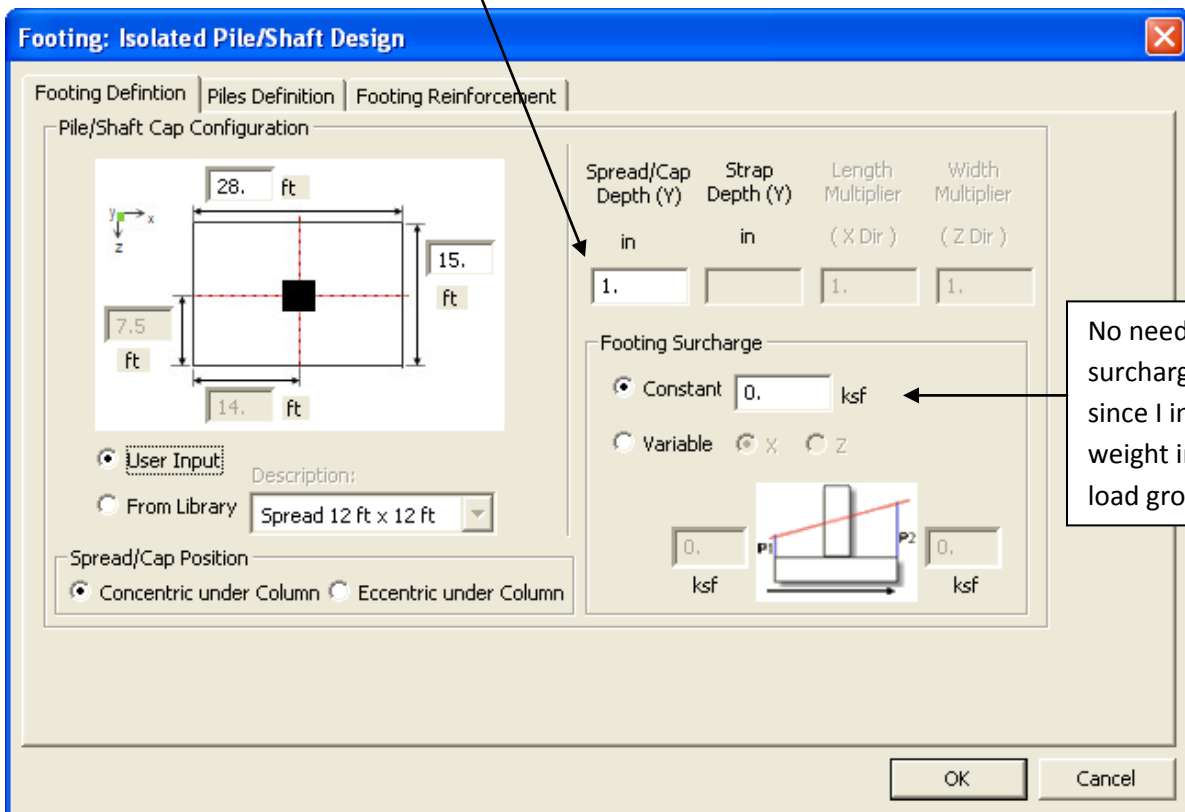 Footing: Isolated Pile/Shaft Design
Footing Defintion Piles Definition Footing Reinforcement
Pile/Shaft Cap Configuration
28. ft
y x
z
15.
ft
7.5
ft
14. ft
User Input
Description:
From Library Spread 12 ft x 12 ft
Spread/Cap Position
Concentric under Column Eccentric under Column
Spread/Cap Strap Length Width
Depth (Y) Depth (Y) Multiplier Multiplier
in in ( X Dir ) ( Z Dir )
1. 1. 1.
Footing Surcharge
Constant 0. ksf
Variable X Z
0. P1 P2 0.
ksf ksf
No need
surcharg
since I in
weight i
load gro
OK Cancel